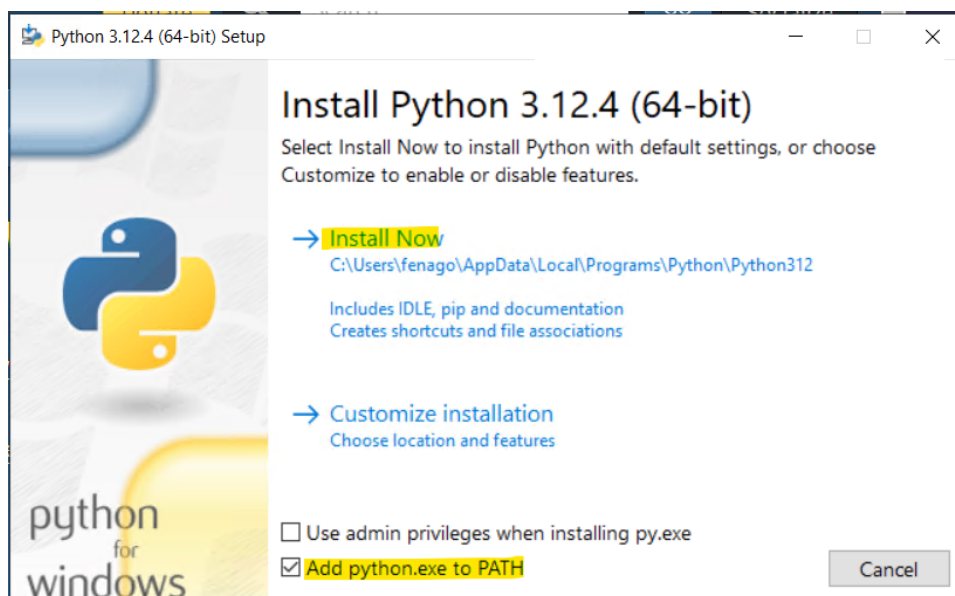 Python 3.12.4 (64-bit) Setup
Install Python 3.12.4 (64-bit)
Select Install Now to install Python with default settings, or choose
Customize to enable or disable features.
Install Now
C:\Users\fenago\AppData\Local\Programs\Python\Python312
Includes IDLE, pip and documentation
Creates shortcuts and file associations
Customize installation
Choose location and features
Use admin privileges when installing py.exe
Add python.exe to PATH
Cancel
python
for
windows